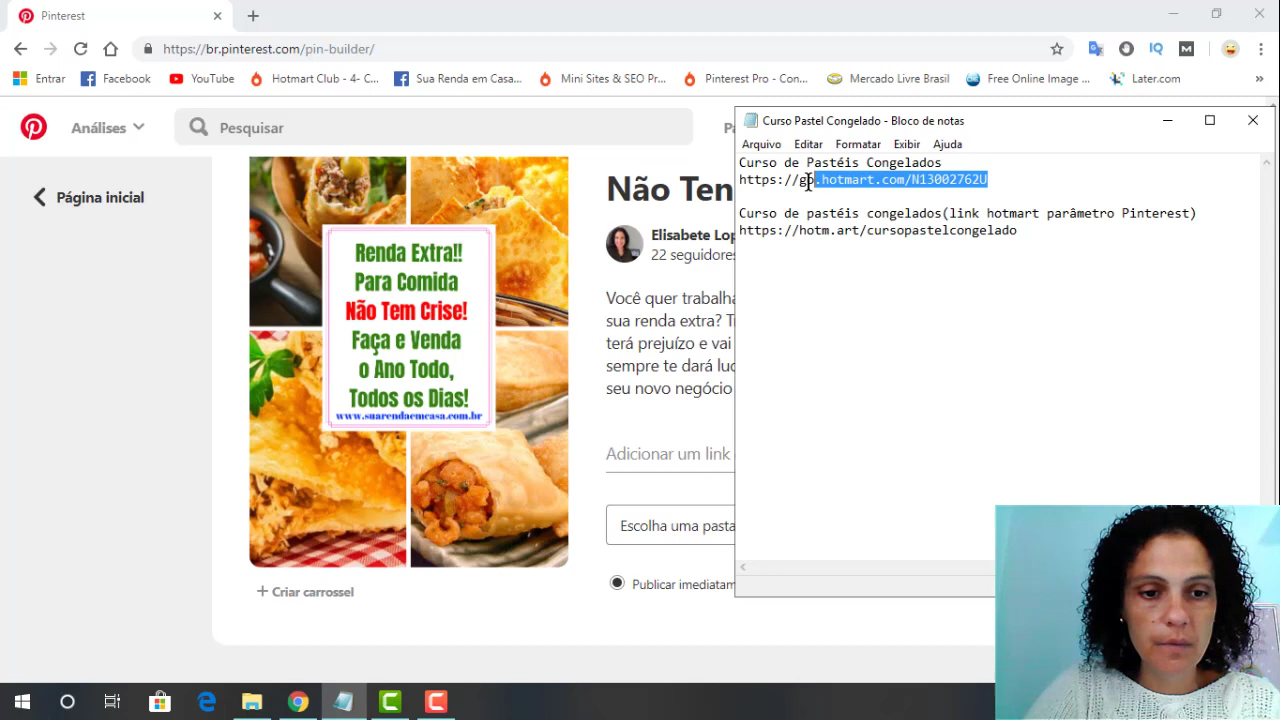 Pinterest
https://br.pinterest.com/pin-builder/
Entrar
Facebook
YouTube
Hotmart Club - 4- C...
Sua Renda em Casa...
Mini Sites & SEO Pr...
Pinterest Pro - Con...
Mercado Livre Brasil
Free Online Image ...
Later.com
»
Análises
Pesquisar
Página inicial
Renda Extra!!
Para Comida
Não Tem Crise!
Faça e Venda
o Ano Todo,
Todos os Dias!
www.suarendaemcasa.com.br
+ Criar carrossel
Não Ten
Elisabete Lop
22 seguidores
Você quer trabalha
sua renda extra? Ti
terá prejuízo e vai
sempre te dará luc
seu novo negócio
Adicionar um link
Escolha uma pasta
Publicar imediatam
Curso Pastel Congelado - Bloco de notas
Arquivo Editar Formatar Exibir Ajuda
Curso de Pastéis Congelados
https://go.hotmart.com/N13002762U
Curso de pastéis congelados(link hotmart parâmetro Pinterest)
https://hotm.art/cursopastelcongelado